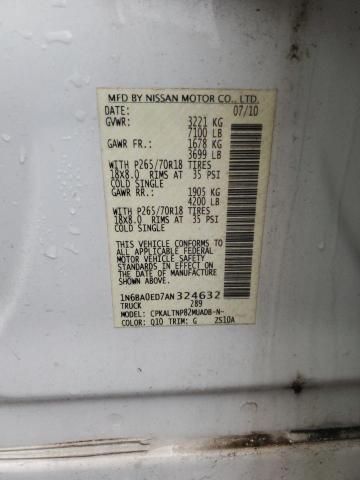 MFD BY NISSAN MOTOR CO., LTD.
DATE: 07/10
GVWR: 3221 KG
7100 LB
GAWR FR.: 1678 KG
3699 LB
WITH P265/70R18 TIRES
18X8.0 RIMS AT 35 PSI
COLD SINGLE
GAWR RR.: 1905 KG
4200 LB
WITH P265/70R18 TIRES
18X8.0 RIMS AT 35 PSI
COLD SINGLE
THIS VEHICLE CONFORMS TO
ALL APPLICABLE FEDERAL
MOTOR VEHICLE SAFETY
STANDARDS IN EFFECT ON
THE DATE OF MANUFACTURE
SHOWN ABOVE.
1N6BA0ED7AN324632
TRUCK 289
MODEL: CPKALTNP82MUADB-N-
COLOR: Q10 TRIM: G 2S10A